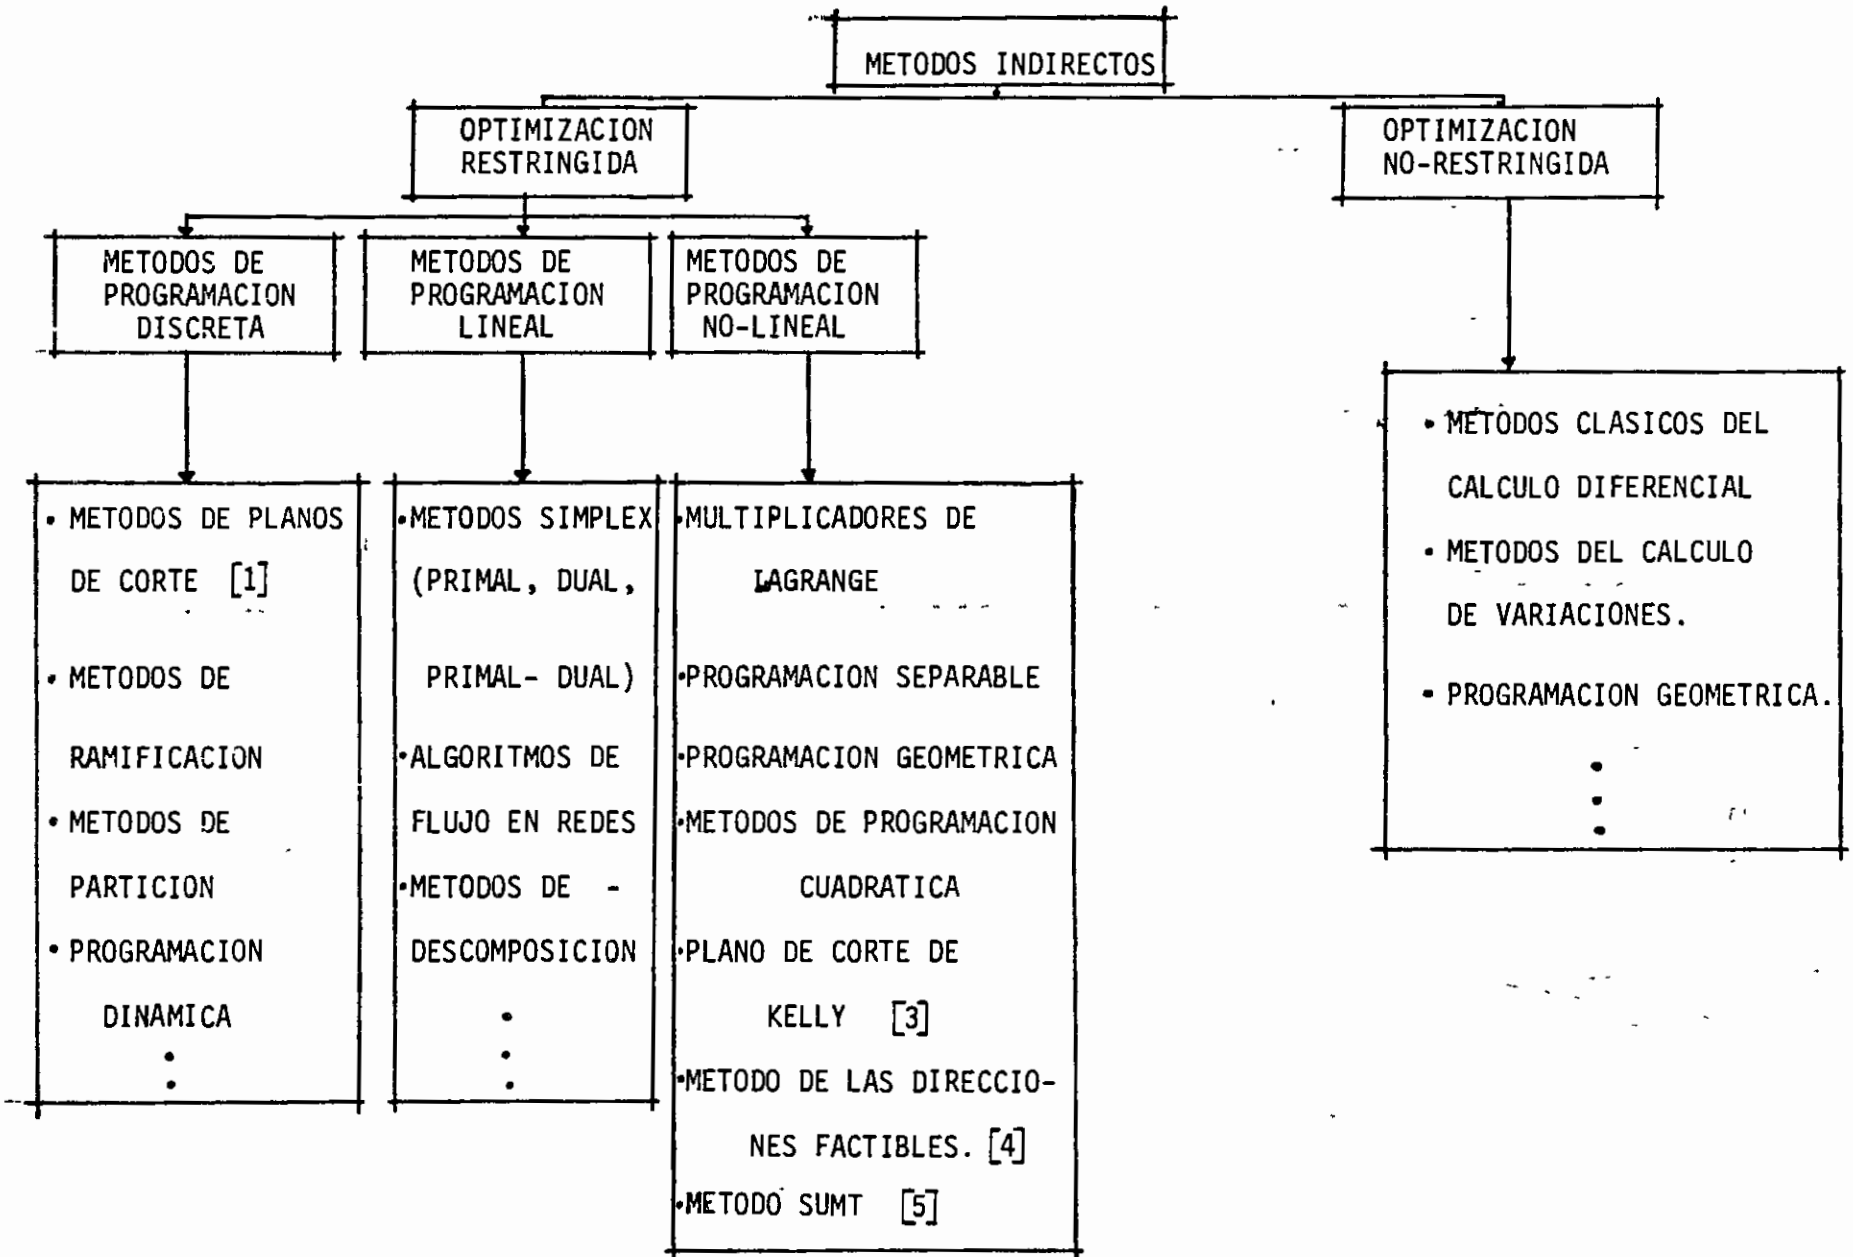 METODOS INDIRECTOS
OPTIMIZACION
RESTRINGIDA
OPTIMIZACION
NO-RESTRINGIDA
METODOS DE
PROGRAMACION
DISCRETA
METODOS DE
PROGRAMACION
LINEAL
METODOS DE
PROGRAMACION
NO-LINEAL
• METODOS DE PLANOS
DE CORTE [1]
• METODOS DE
RAMIFICACION
• METODOS DE
PARTICION
• PROGRAMACION
DINAMICA
•METODOS SIMPLEX
(PRIMAL, DUAL,
PRIMAL- DUAL)
•ALGORITMOS DE
FLUJO EN REDES
•METODOS DE -
DESCOMPOSICION
•MULTIPLICADORES DE
LAGRANGE
•PROGRAMACION SEPARABLE
•PROGRAMACION GEOMETRICA
•METODOS DE PROGRAMACION
CUADRATICA
•PLANO DE CORTE DE
KELLY [3]
•METODO DE LAS DIRECCIO-
NES FACTIBLES. [4]
•METODO SUMT [5]
• METODOS CLASICOS DEL
CALCULO DIFERENCIAL
• METODOS DEL CALCULO
DE VARIACIONES.
• PROGRAMACION GEOMETRICA.